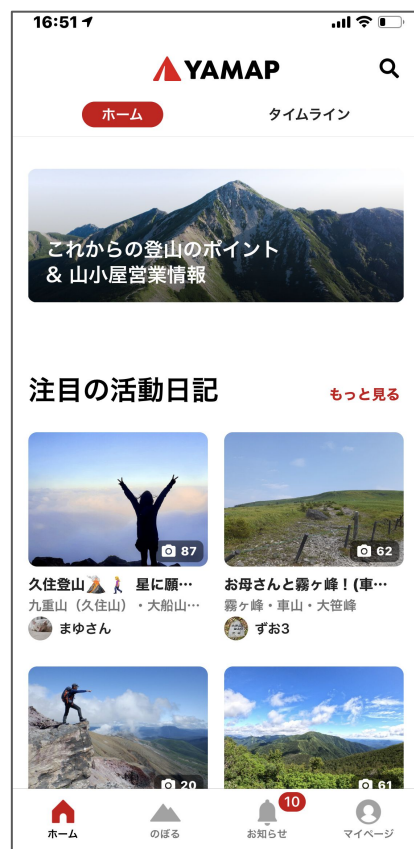 16:51
YAMAP
ホーム
タイムライン
これからの登山のポイント
& 山小屋営業情報
注目の活動日記
もっと見る
87
62
久住登山🌋🚶‍♀️ 星に願…
お母さんと霧ヶ峰！(車…
九重山（久住山）・大船山…
霧ヶ峰・車山・大笹峰
まゆさん
ずお3
20
61
10
ホーム
のぼる
お知らせ
マイページ